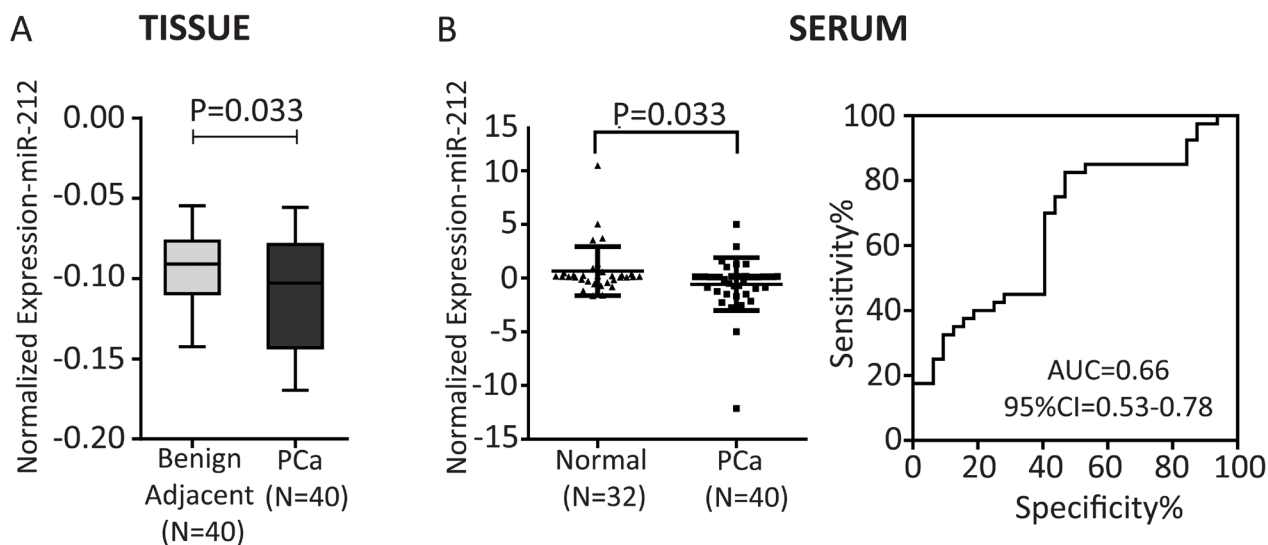 A
TISSUE
Normalized Expression-miR-212
0.00
-0.05
-0.10
-0.15
-0.20
P=0.033
Benign
Adjacent
(N=40)
PCa
(N=40)
B
SERUM
Normalized Expression-miR-212
15
10
5
0
-5
-10
-15
P=0.033
Normal
(N=32)
PCa
(N=40)
Sensitivity%
100
80
60
40
20
0
AUC=0.66
95%CI=0.53-0.78
0 20 40 60 80 100
Specificity%